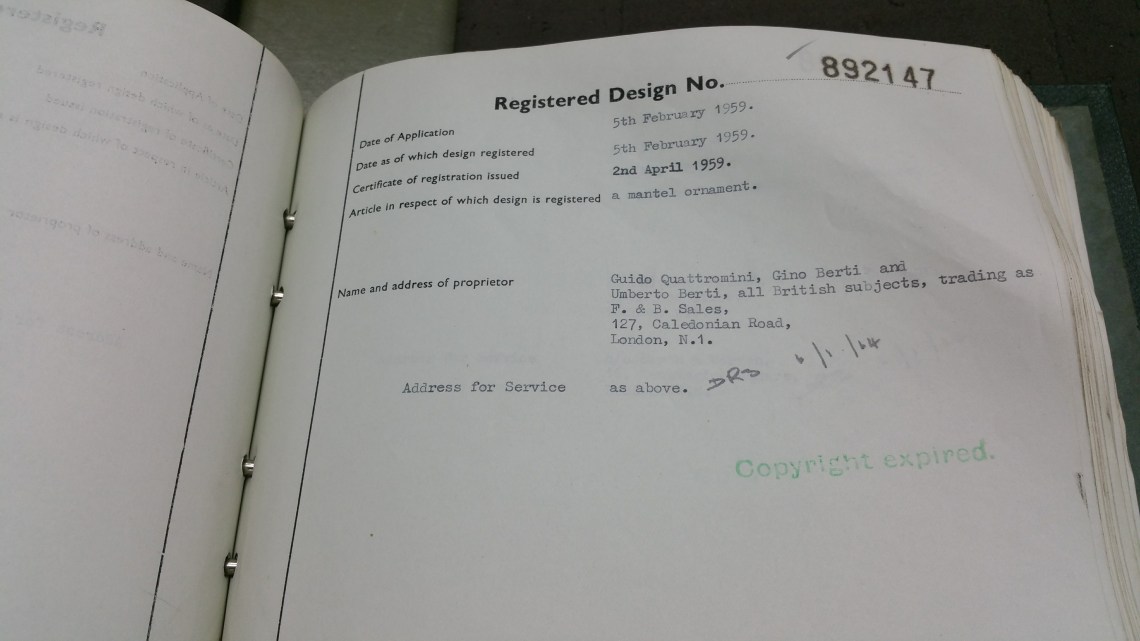 Registered Design No. 892147
Date of Application 5th February 1959.
Date as of which design registered 5th February 1959.
Certificate of registration issued 2nd April 1959.
Article in respect of which design is registered a mantel ornament.
Name and address of proprietor Guido Quattromini, Gino Berti and
Umberto Berti, all British subjects, trading as
F. & B. Sales,
127, Caledonian Road,
London, N.1.
Address for Service as above.
Copyright expired.